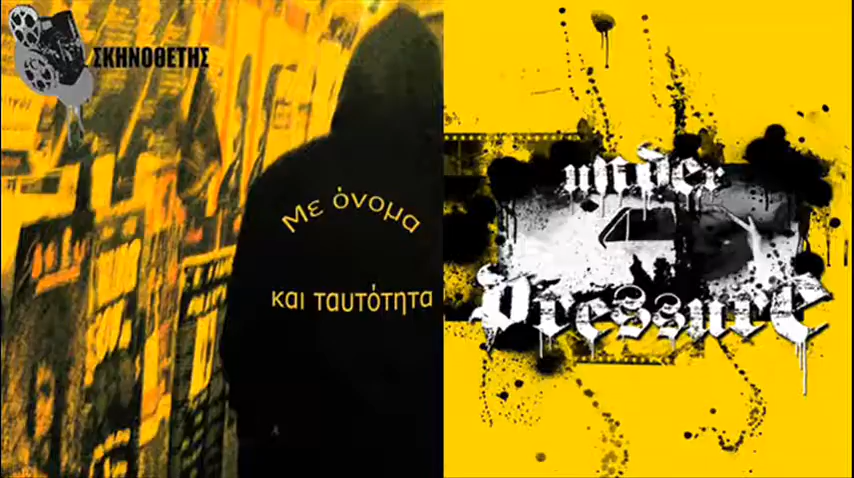 ΣΚΗΝΟΘΕΤΗΣ
Με όνομα
και ταυτότητα
under
Pressure